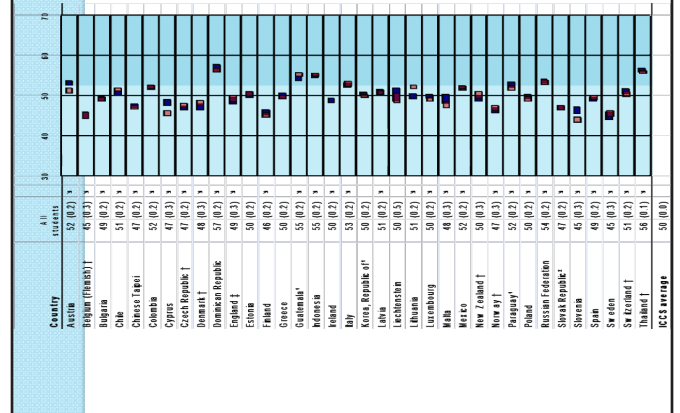 Country All students 30 40 50 60 70
Austria 52 (0.2)
Belgium (Flemish) † 45 (0.3)
Bulgaria 49 (0.2)
Chile 51 (0.2)
Chinese Taipei 47 (0.2)
Colombia 52 (0.2)
Cyprus 47 (0.3)
Czech Republic † 47 (0.2)
Denmark † 48 (0.3)
Dominican Republic 57 (0.2)
England ‡ 49 (0.3)
Estonia 50 (0.2)
Finland 46 (0.2)
Greece 50 (0.2)
Guatemala¹ 55 (0.2)
Indonesia 55 (0.2)
Ireland 50 (0.2)
Italy 53 (0.2)
Korea, Republic of¹ 50 (0.2)
Latvia 51 (0.2)
Liechtenstein 50 (0.5)
Lithuania 51 (0.2)
Luxembourg 50 (0.2)
Malta 48 (0.3)
Mexico 52 (0.2)
New Zealand † 50 (0.3)
Norway † 47 (0.3)
Paraguay¹ 52 (0.2)
Poland 50 (0.2)
Russian Federation 54 (0.2)
Slovak Republic² 47 (0.2)
Slovenia 45 (0.3)
Spain 49 (0.2)
Sweden 45 (0.3)
Switzerland † 51 (0.2)
Thailand † 56 (0.1)
ICCS average 50 (0.0)